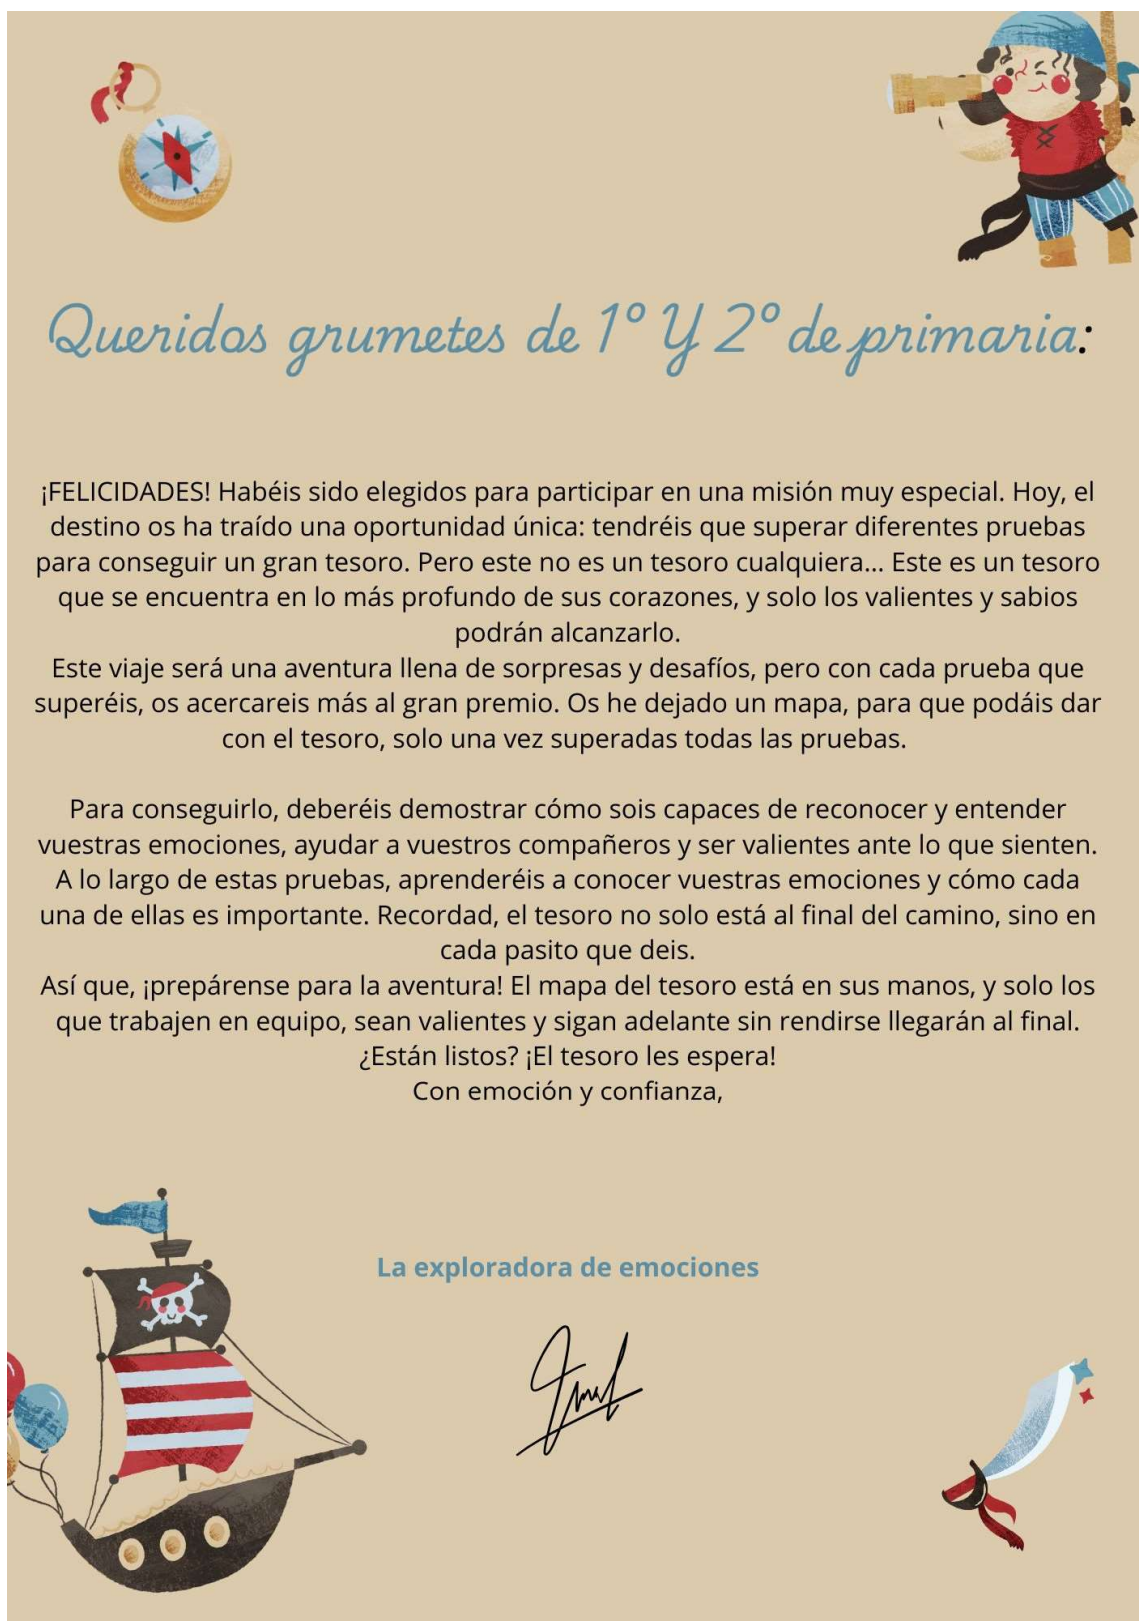 Queridos grumetes de 1º Y 2º de primaria:
¡FELICIDADES! Habéis sido elegidos para participar en una misión muy especial. Hoy, el
destino os ha traído una oportunidad única: tendréis que superar diferentes pruebas
para conseguir un gran tesoro. Pero este no es un tesoro cualquiera... Este es un tesoro
que se encuentra en lo más profundo de sus corazones, y solo los valientes y sabios
podrán alcanzarlo.
Este viaje será una aventura llena de sorpresas y desafíos, pero con cada prueba que
superéis, os acercareis más al gran premio. Os he dejado un mapa, para que podáis dar
con el tesoro, solo una vez superadas todas las pruebas.
Para conseguirlo, deberéis demostrar cómo sois capaces de reconocer y entender
vuestras emociones, ayudar a vuestros compañeros y ser valientes ante lo que sienten.
A lo largo de estas pruebas, aprenderéis a conocer vuestras emociones y cómo cada
una de ellas es importante. Recordad, el tesoro no solo está al final del camino, sino en
cada pasito que deis.
Así que, ¡prepárense para la aventura! El mapa del tesoro está en sus manos, y solo los
que trabajen en equipo, sean valientes y sigan adelante sin rendirse llegarán al final.
¿Están listos? ¡El tesoro les espera!
Con emoción y confianza,
La exploradora de emociones